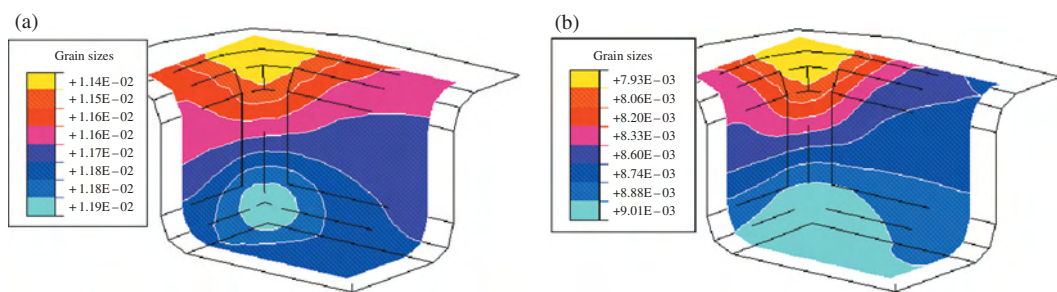 (a)
Grain sizes
+1.14E−02
+1.15E−02
+1.16E−02
+1.16E−02
+1.17E−02
+1.18E−02
+1.18E−02
+1.19E−02
(b)
Grain sizes
+7.93E−03
+8.06E−03
+8.20E−03
+8.33E−03
+8.60E−03
+8.74E−03
+8.88E−03
+9.01E−03